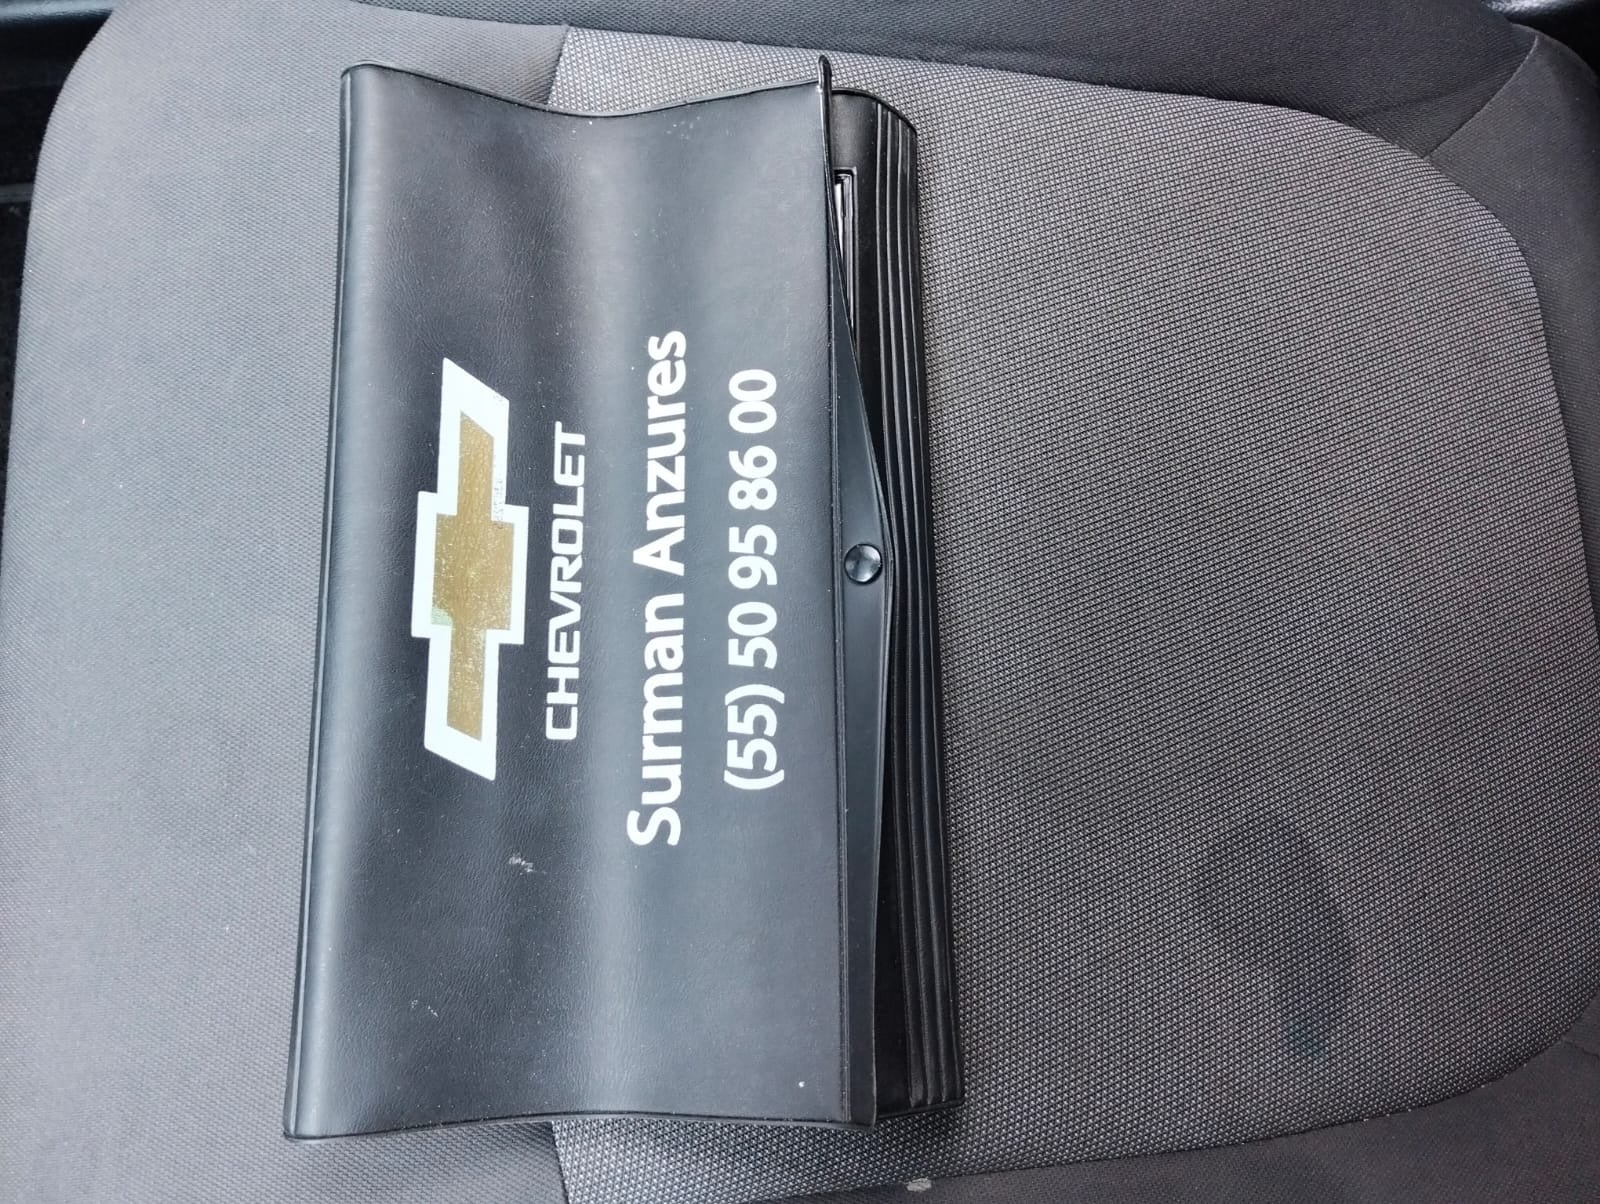 CHEVROLET
Surman Anzures
(55) 50 95 86 00